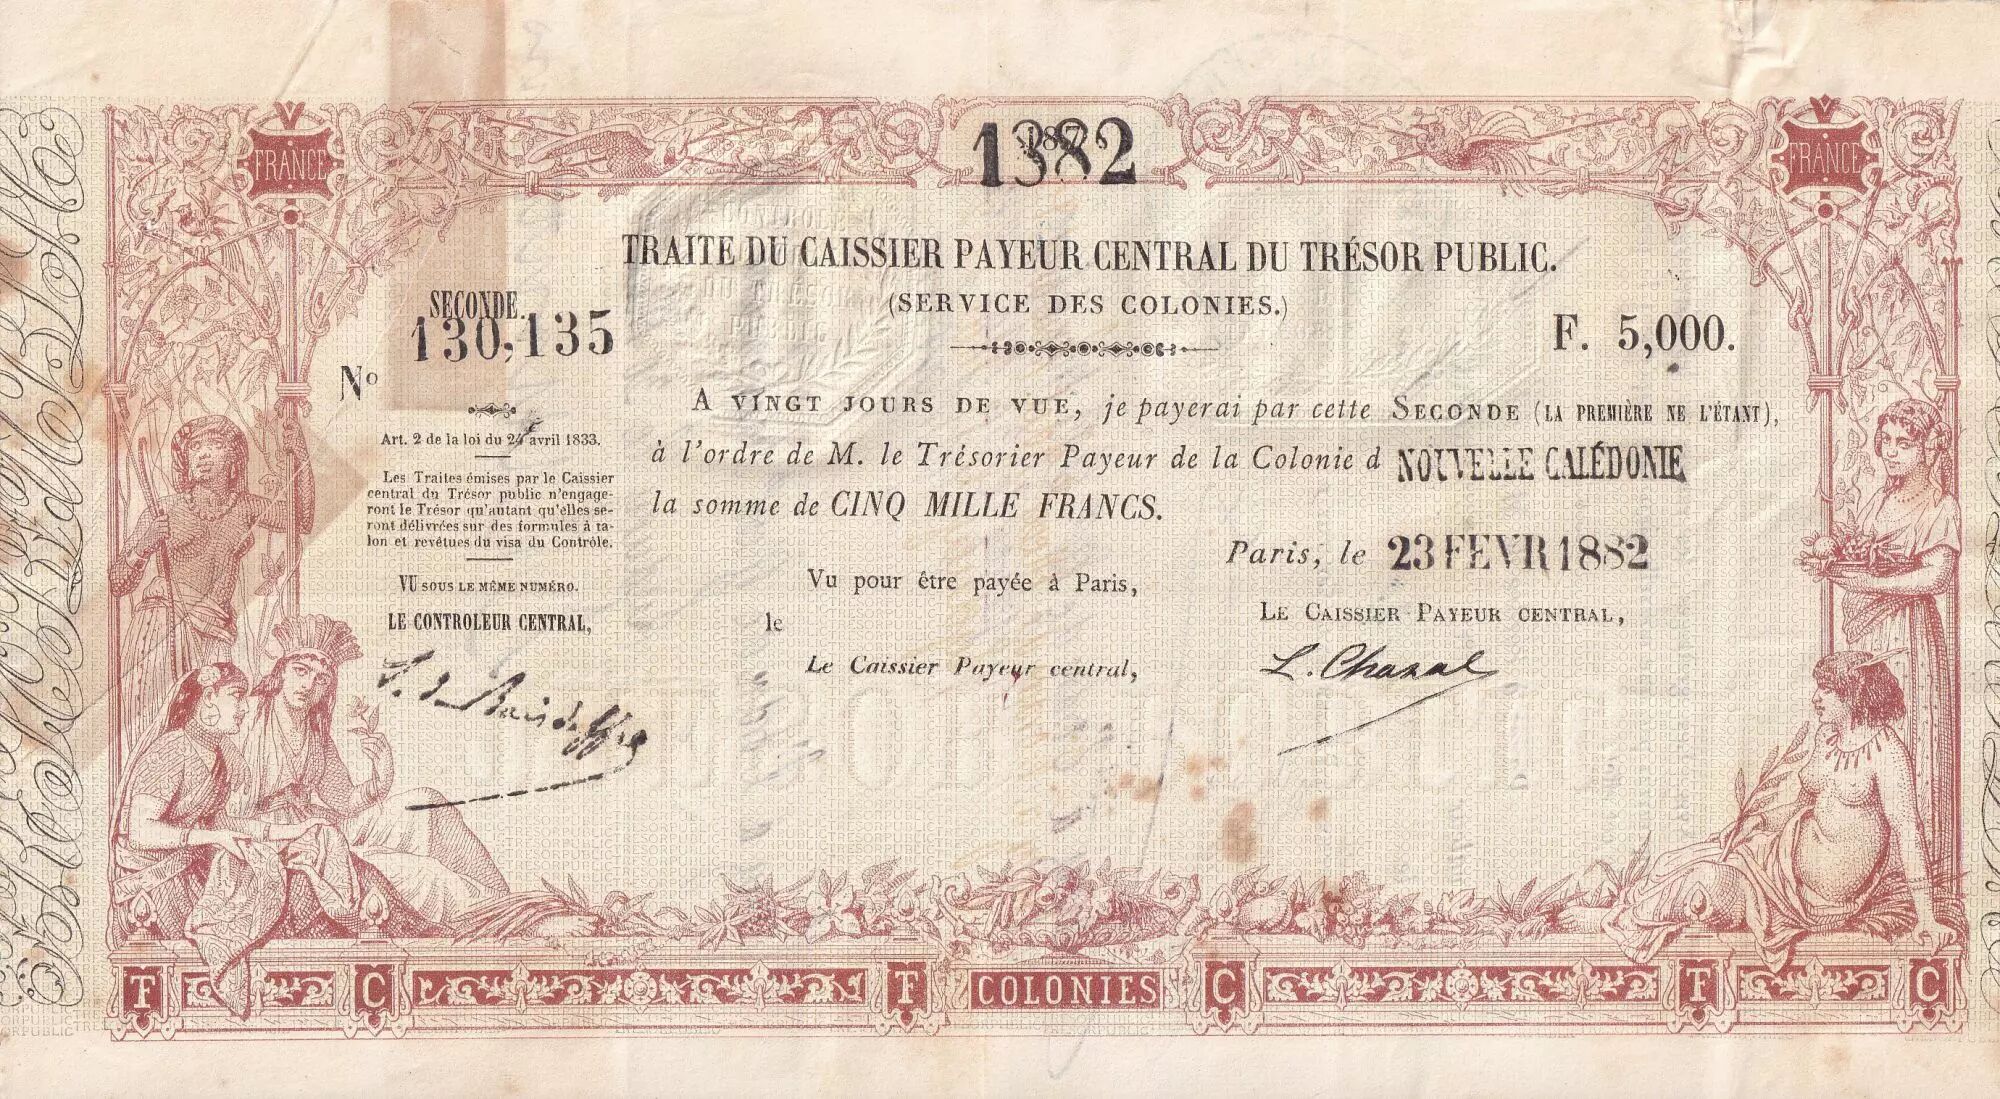 FRANCE
1882
FRANCE
TRAITE DU CAISSIER PAYEUR CENTRAL DU TRÉSOR PUBLIC.
(SERVICE DES COLONIES.)
SECONDE.
130,135
No
F. 5,000.
A VINGT JOURS DE VUE, je payerai par cette SECONDE (LA PREMIÈRE NE L'ÉTANT),
à l'ordre de M. le Trésorier Payeur de la Colonie d NOUVELLE CALÉDONIE
la somme de CINQ MILLE FRANCS.
Art. 2 de la loi du 24 avril 1833.
Les Traites émises par le Caissier
central du Trésor public n'engage-
ront le Trésor qu'autant qu'elles se-
ront délivrées sur des formules à ta-
lon et revêtues du visa du Contrôle.
VU SOUS LE MÊME NUMÉRO.
LE CONTROLEUR CENTRAL,
Paris, le 23 FEVR 1882
Vu pour être payée à Paris,
le
Le Caissier Payeur central,
LE CAISSIER PAYEUR CENTRAL,
L. Chazal
T C F COLONIES C T C